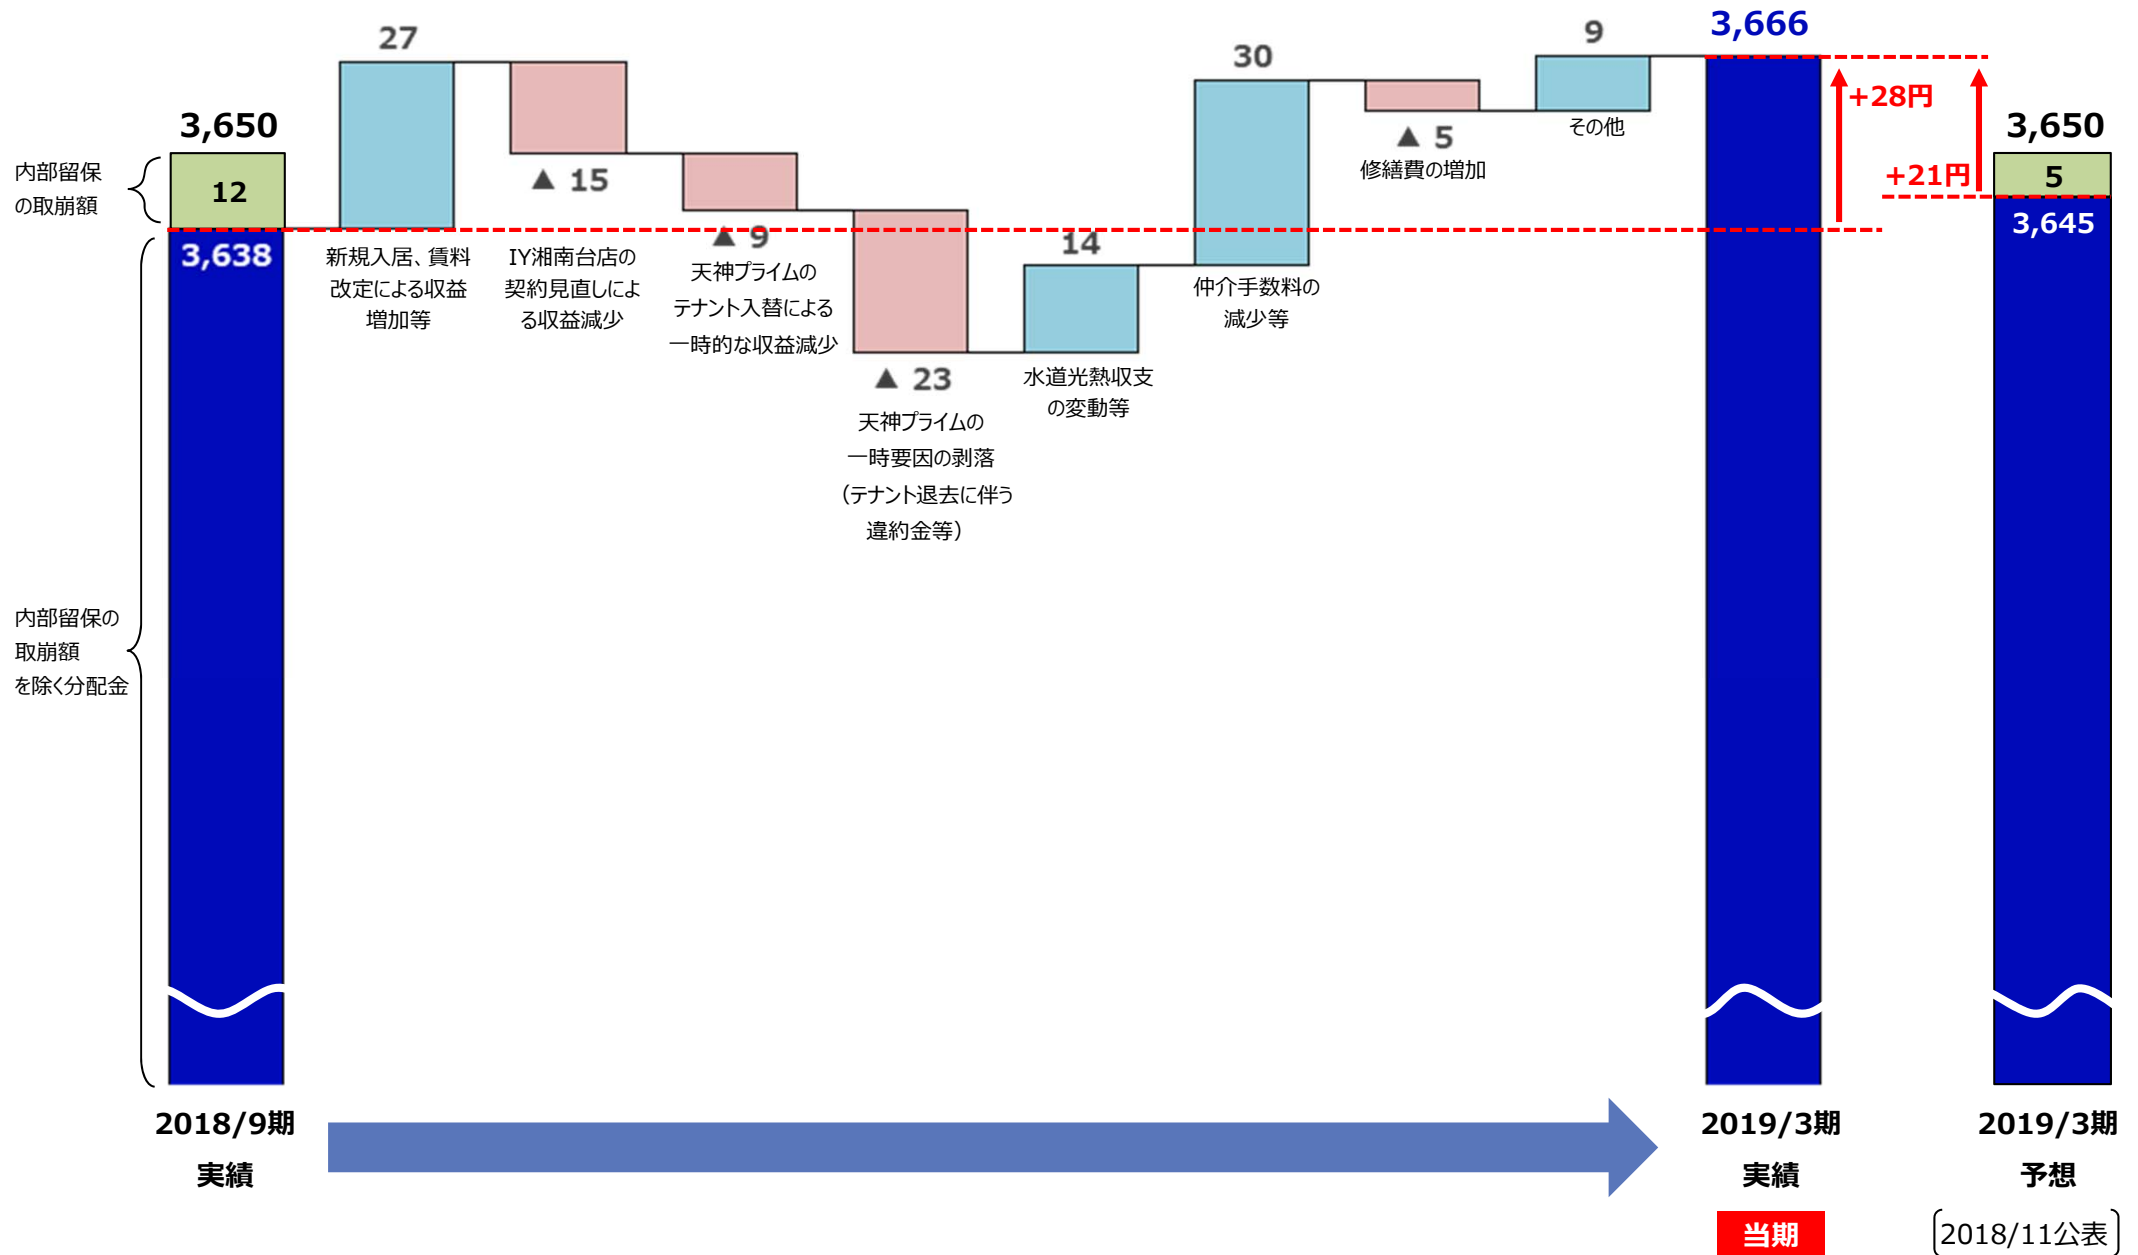 3,650
内部留保
の取崩額
12
3,638
内部留保の
取崩額
を除く分配金
27
新規入居、賃料
改定による収益
増加等
▲ 15
IY湘南台店の
契約見直しによ
る収益減少
▲ 9
天神プライムの
テナント入替による
一時的な収益減少
▲ 23
天神プライムの
一時要因の剥落
（テナント退去に伴う
違約金等）
14
水道光熱収支
の変動等
30
仲介手数料の
減少等
▲ 5
修繕費の増加
9
その他
3,666
+28円
+21円
3,650
5
3,645
2018/9期
実績
2019/3期
実績
当期
2019/3期
予想
〔2018/11公表〕